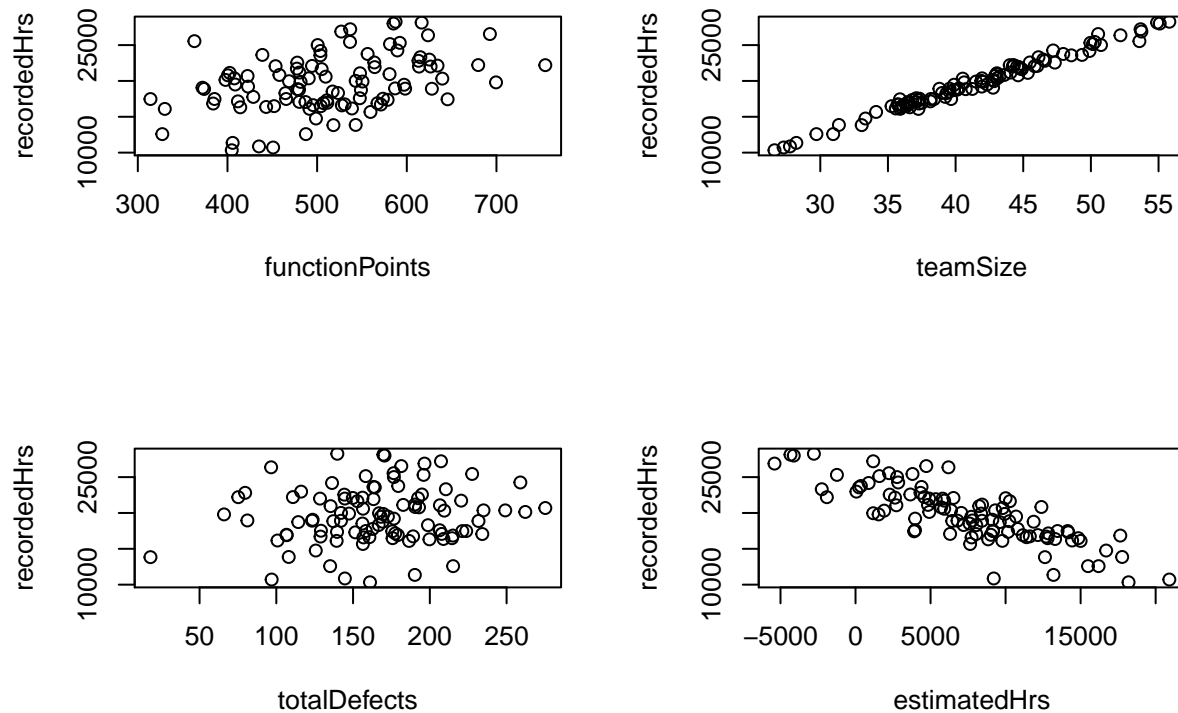 recordedHrs
10000 25000
300 400 500 600 700
functionPoints
recordedHrs
10000 25000
30 35 40 45 50 55
teamSize
recordedHrs
10000 25000
50 100 150 200 250
totalDefects
recordedHrs
10000 25000
−5000 0 5000 15000
estimatedHrs